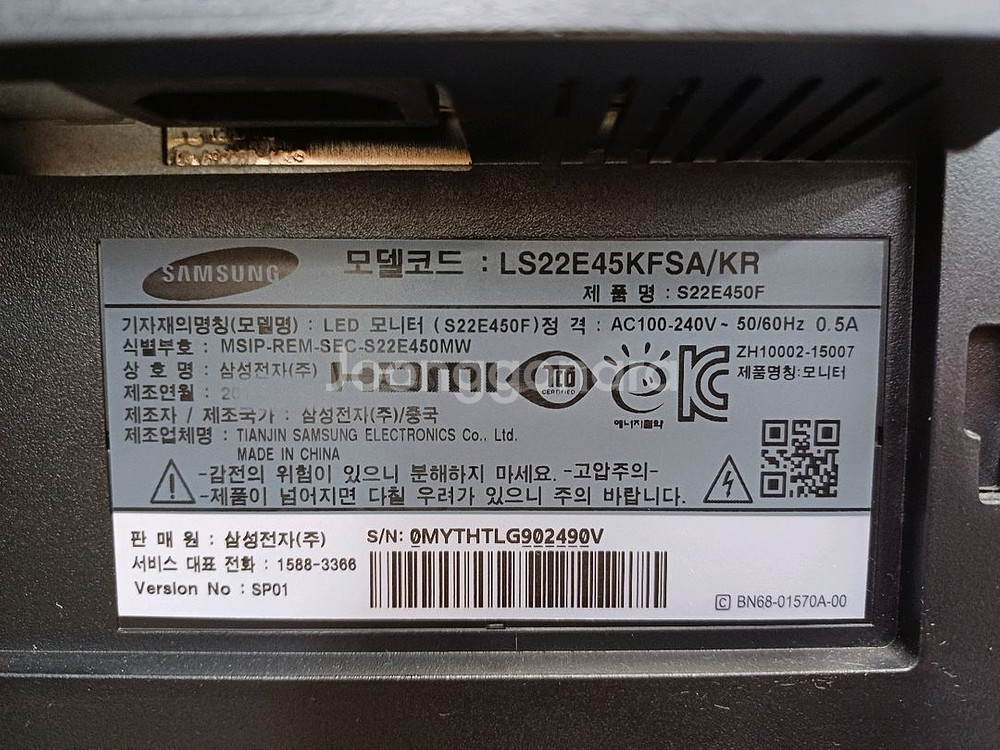 SAMSUNG
모델코드 : LS22E45KFSA/KR
제 품 명 : S22E450F
기자재의명칭(모델명) : LED 모니터 (S22E450F)정 격 : AC100-240V~ 50/60Hz 0.5A
식별부호 : MSIP-REM-SEC-S22E450MW
상 호 명 : 삼성전자(주)
TCO
CERTIFIED
에너지절약
ZH10002-15007
제품명칭:모니터
제조연월 : 20
제조자 / 제조국가 : 삼성전자(주)/중국
제조업체명 : TIANJIN SAMSUNG ELECTRONICS Co., Ltd.
MADE IN CHINA
-감전의 위험이 있으니 분해하지 마세요. -고압주의-
-제품이 넘어지면 다칠 우려가 있으니 주의 바랍니다.
판 매 원 : 삼성전자(주)
S/N: 0MYTHTLG902490V
서비스 대표 전화 : 1588-3366
Version No : SP01
C BN68-01570A-00